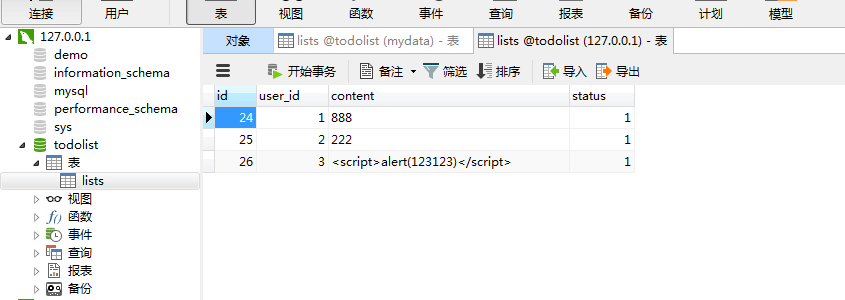 连接 用户 表 视图 函数 事件 查询 报表 备份 计划 模型
127.0.0.1
demo
information_schema
mysql
performance_schema
sys
todolist
表
lists
视图
函数
事件
查询
报表
备份
对象 lists @todolist (mydata) - 表 lists @todolist (127.0.0.1) - 表
开始事务 备注 筛选 排序 导入 导出
id user_id content status
24 1 888 1
25 2 222 1
26 3 <script>alert(123123)</script> 1